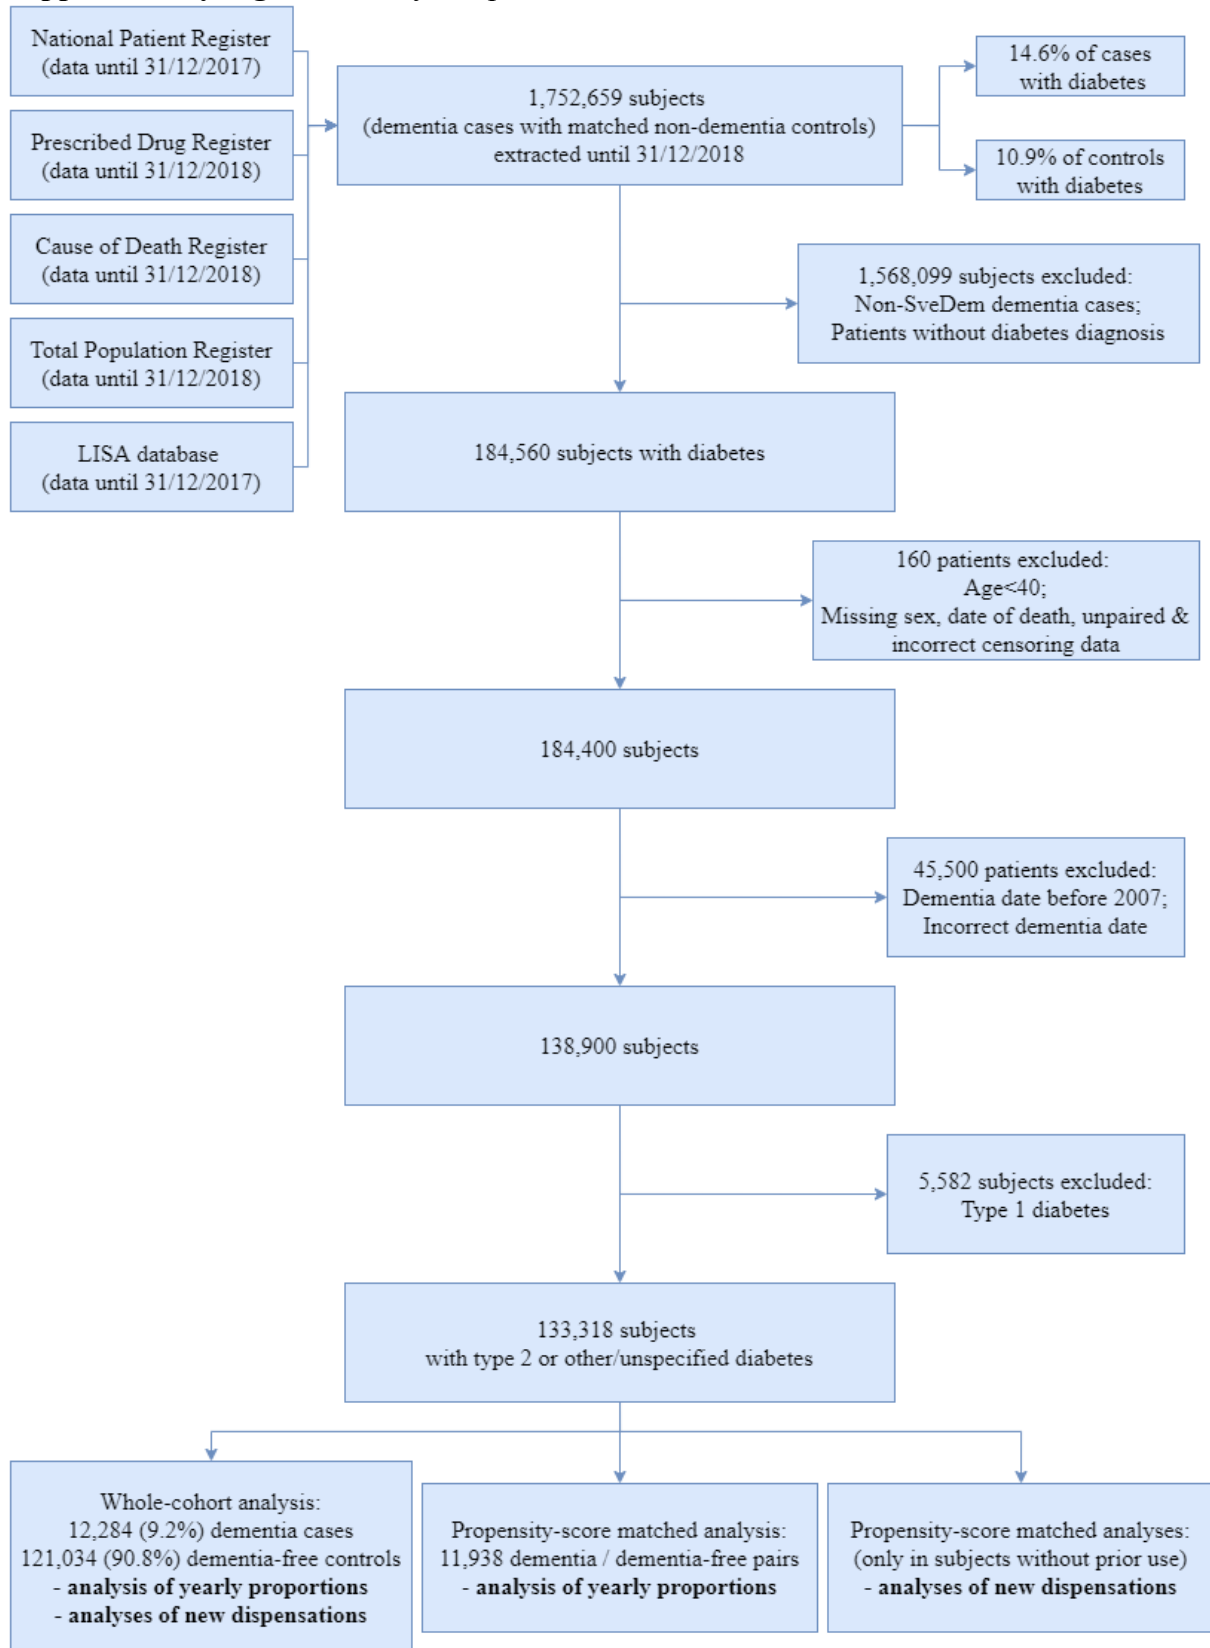 National Patient Register
(data until 31/12/2017)
Prescribed Drug Register
(data until 31/12/2018)
Cause of Death Register
(data until 31/12/2018)
Total Population Register
(data until 31/12/2018)
LISA database
(data until 31/12/2017)
1,752,659 subjects
(dementia cases with matched non-dementia controls)
extracted until 31/12/2018
14.6% of cases
with diabetes
10.9% of controls
with diabetes
1,568,099 subjects excluded:
Non-SveDem dementia cases;
Patients without diabetes diagnosis
184,560 subjects with diabetes
160 patients excluded:
Age<40;
Missing sex, date of death, unpaired &
incorrect censoring data
184,400 subjects
45,500 patients excluded:
Dementia date before 2007;
Incorrect dementia date
138,900 subjects
5,582 subjects excluded:
Type 1 diabetes
133,318 subjects
with type 2 or other/unspecified diabetes
Whole-cohort analysis:
12,284 (9.2%) dementia cases
121,034 (90.8%) dementia-free controls
- analysis of yearly proportions
- analyses of new dispensations
Propensity-score matched analysis:
11,938 dementia / dementia-free pairs
- analysis of yearly proportions
Propensity-score matched analyses:
(only in subjects without prior use)
- analyses of new dispensations